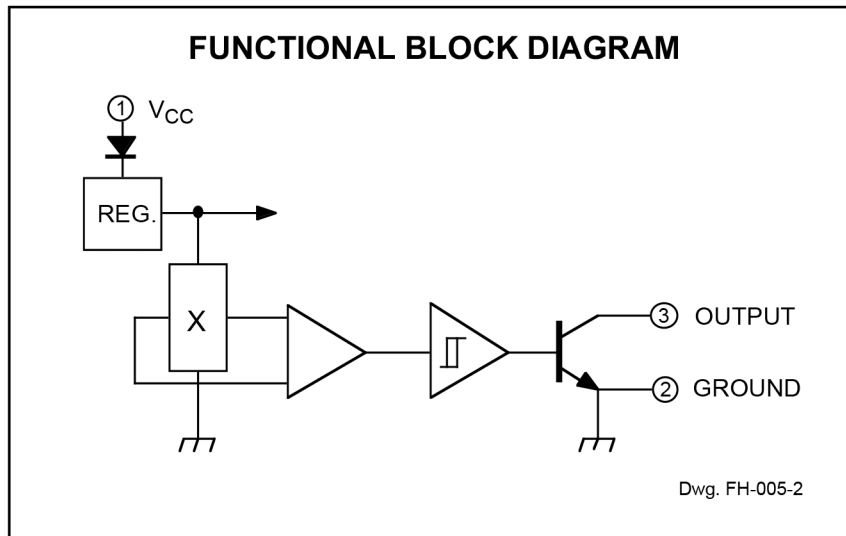 FUNCTIONAL BLOCK DIAGRAM
1 VCC
REG.
X
3 OUTPUT
2 GROUND
Dwg. FH-005-2